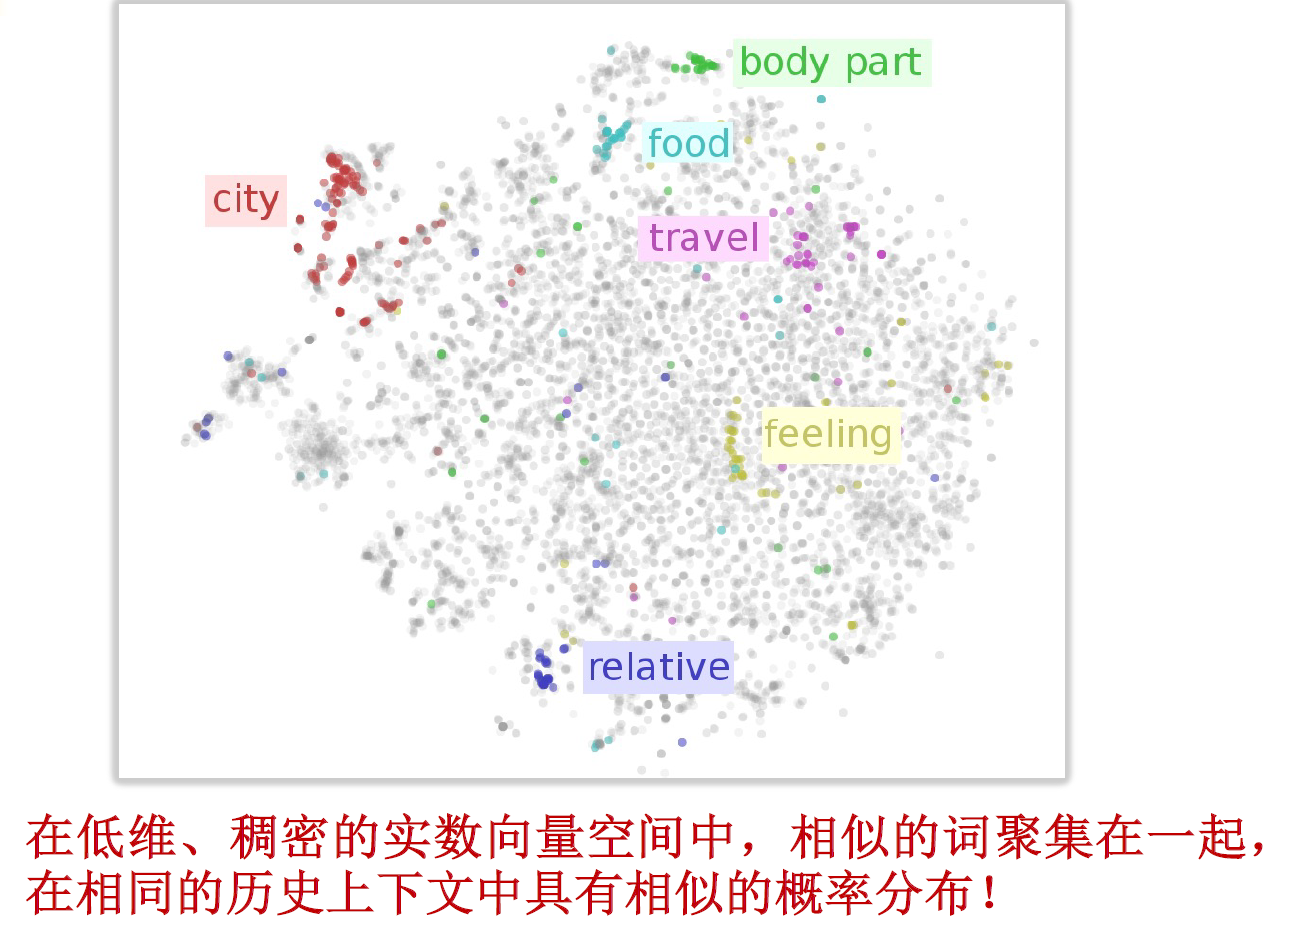 body part
food
city
travel
feeling
relative
在低维、稠密的实数向量空间中，相似的词聚集在一起，
在相同的历史上下文中具有相似的概率分布！